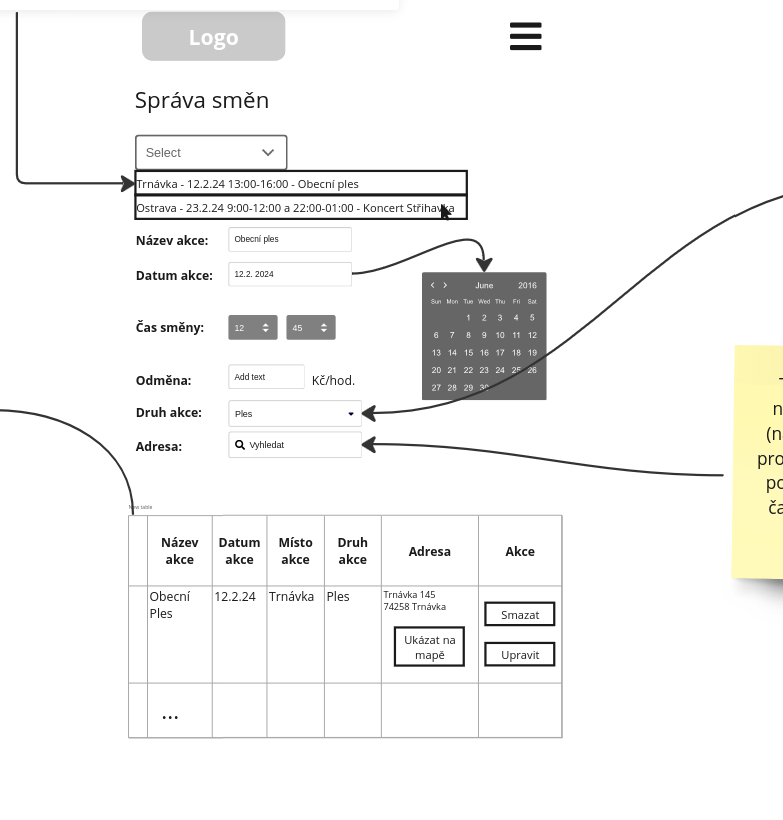 Logo
Správa směn
Select
Trnávka - 12.2.24 13:00-16:00 - Obecní ples
Ostrava - 23.2.24 9:00-12:00 a 22:00-01:00 - Koncert Střihavka
Název akce: Obecní ples
Datum akce: 12.2. 2024
June 2016
Sun Mon Tue Wed Thu Fri Sat
1 2 3 4 5
6 7 8 9 10 11 12
13 14 15 16 17 18 19
20 21 22 23 24 25 26
27 28 29 30
Čas směny: 12 45
Odměna: Add text Kč/hod.
Druh akce: Ples
Adresa: Vyhledat
n
(n
pro
po
ča
New table
Název akce
Datum akce
Místo akce
Druh akce
Adresa
Akce
Obecní
Ples
12.2.24
Trnávka
Ples
Trnávka 145
74258 Trnávka
Ukázat na
mapě
Smazat
Upravit
...